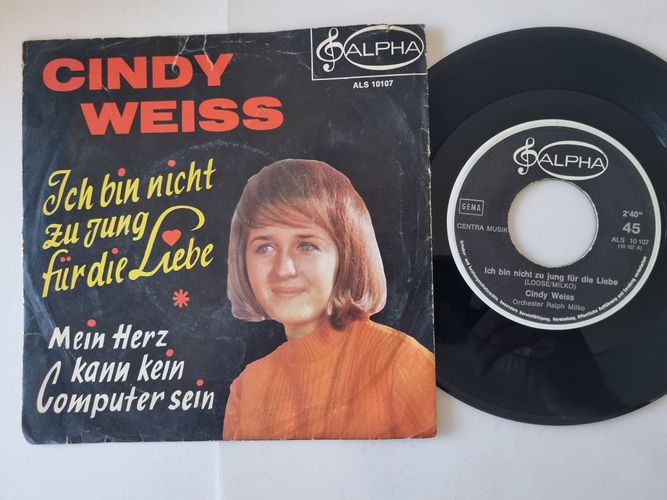 CINDY
WEISS
ALPHA
ALS 10107
Ich bin nicht
zu jung
für die Liebe
Mein Herz
kann kein
Computer sein
ALPHA
GEMA
CENTRA MUSIK
2'40"
45
ALS 10 107
(10 107 A)
Ich bin nicht zu jung für die Liebe
(LOOSE/MILKO)
Cindy Weiss
Orchester Ralph Milko